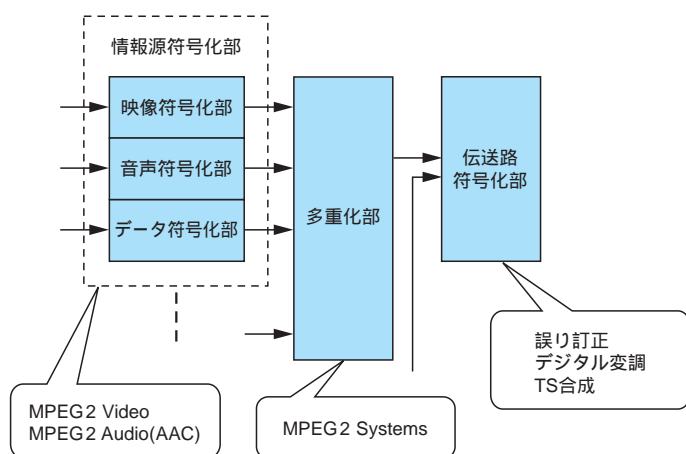 情報源符号化部
映像符号化部
音声符号化部
データ符号化部
多重化部
伝送路
符号化部
誤り訂正
デジタル変調
TS合成
MPEG2 Video
MPEG2 Audio(AAC)
MPEG2 Systems